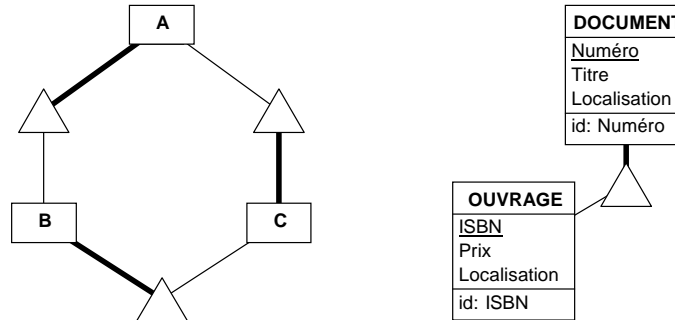 A
B
C
DOCUMENT
Numéro
Titre
Localisation
id: Numéro
OUVRAGE
ISBN
Prix
Localisation
id: ISBN